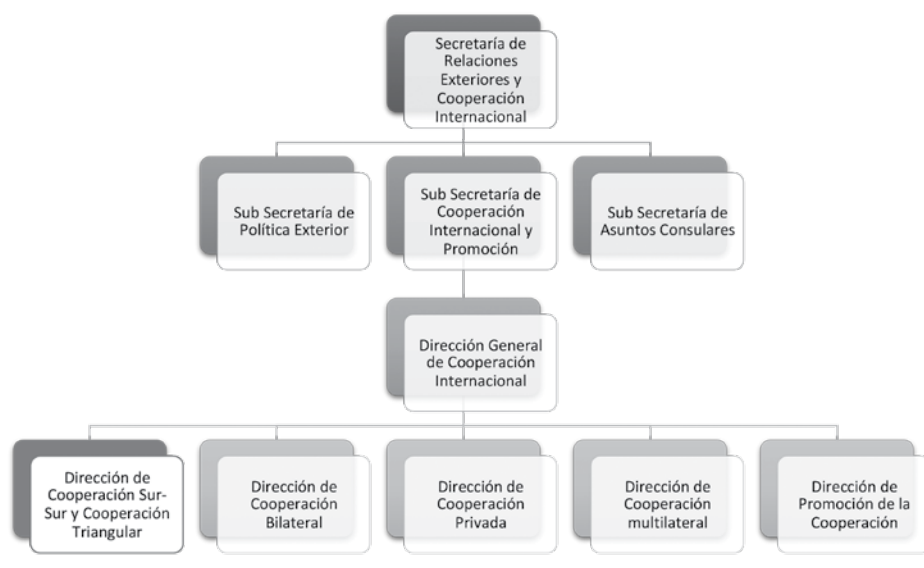 Secretaría de
Relaciones
Exteriores y
Cooperación
Internacional
Sub Secretaría de
Política Exterior
Sub Secretaría de
Cooperación
Internacional y
Promoción
Sub Secretaría de
Asuntos Consulares
Dirección General
de Cooperación
Internacional
Dirección de
Cooperación Sur-
Sur y Cooperación
Triangular
Dirección de
Cooperación
Bilateral
Dirección de
Cooperación
Privada
Dirección de
Cooperación
multilateral
Dirección de
Promoción de la
Cooperación